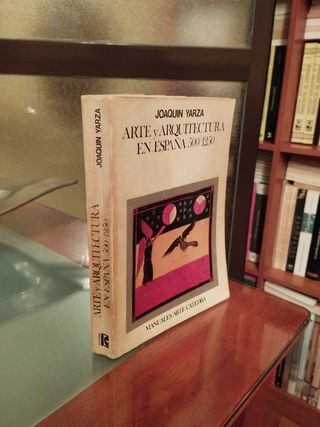 JOAQUIN YARZA
ARTE y ARQUITECTURA
EN ESPAÑA 500/1250
MANUALES ARTE CATEDRA
JOAQUIN YARZA
ARTE y ARQUITECTURA
EN ESPAÑA 500/1250